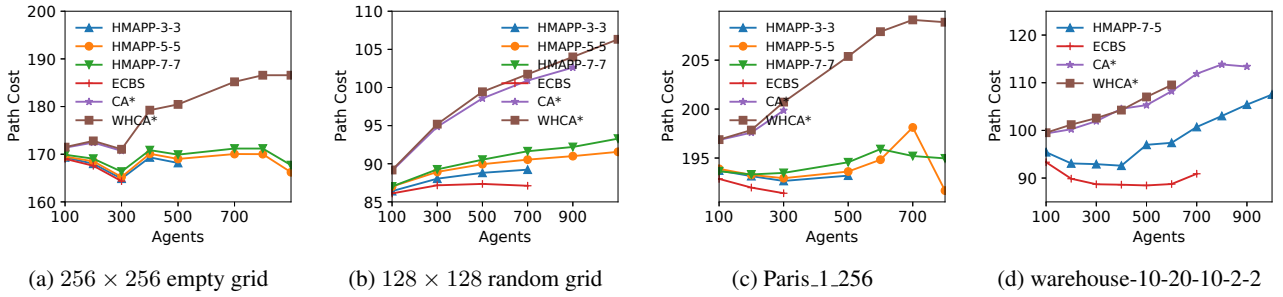 200
190
180
170
160
Path Cost
HMAPP-3-3
HMAPP-5-5
HMAPP-7-7
ECBS
CA*
WHCA*
100 300 500 700
Agents
(a) 256 × 256 empty grid
110
105
100
95
90
85
Path Cost
HMAPP-3-3
HMAPP-5-5
HMAPP-7-7
ECBS
CA*
WHCA*
100 300 500 700 900
Agents
(b) 128 × 128 random grid
205
200
195
Path Cost
HMAPP-3-3
HMAPP-5-5
HMAPP-7-7
ECBS
CA*
WHCA*
100 300 500 700
Agents
(c) Paris_1_256
120
110
100
90
Path Cost
HMAPP-7-5
ECBS
CA*
WHCA*
100 300 500 700 900
Agents
(d) warehouse-10-20-10-2-2